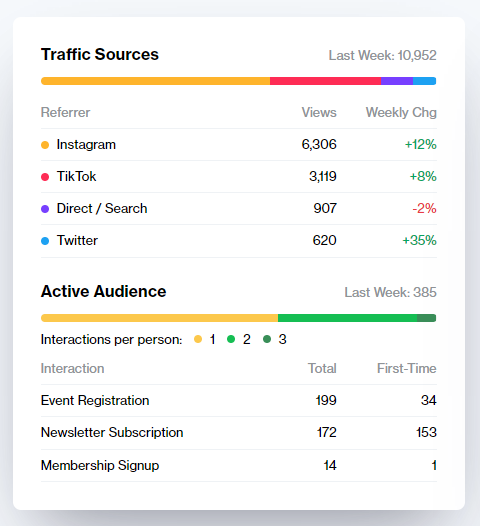 Traffic Sources Last Week: 10,952
Referrer Views Weekly Chg
Instagram 6,306 +12%
TikTok 3,119 +8%
Direct / Search 907 -2%
Twitter 620 +35%
Active Audience Last Week: 385
Interactions per person: 1 2 3
Interaction Total First-Time
Event Registration 199 34
Newsletter Subscription 172 153
Membership Signup 14 1